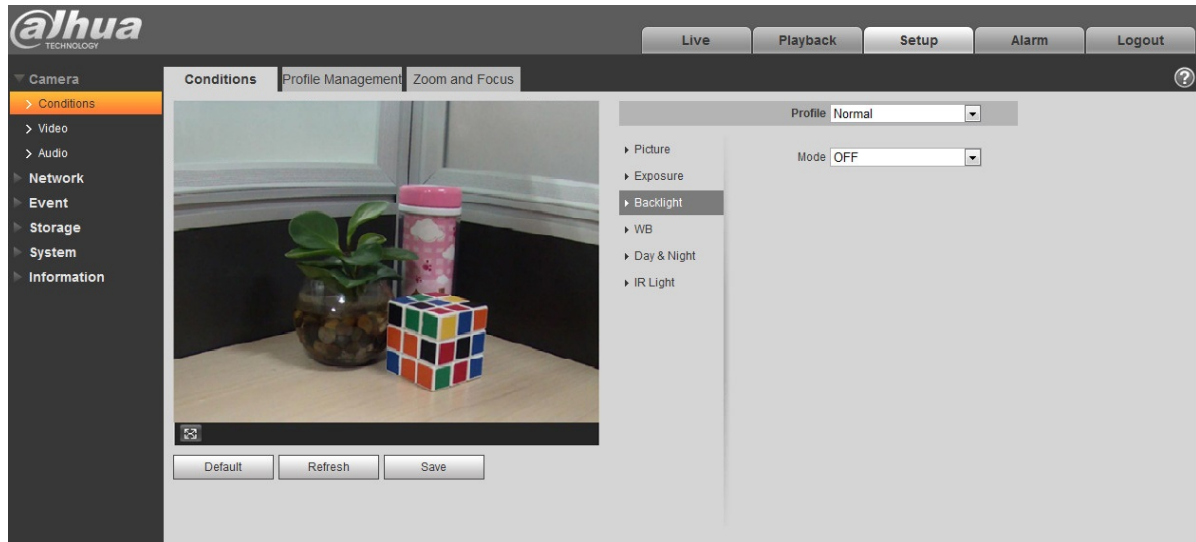 alhua
TECHNOLOGY
Live
Playback
Setup
Alarm
Logout
Camera
Conditions
Video
Audio
Network
Event
Storage
System
Information
Conditions
Profile Management
Zoom and Focus
?
Profile Normal
Picture
Exposure
Backlight
WB
Day & Night
IR Light
Mode OFF
Default
Refresh
Save